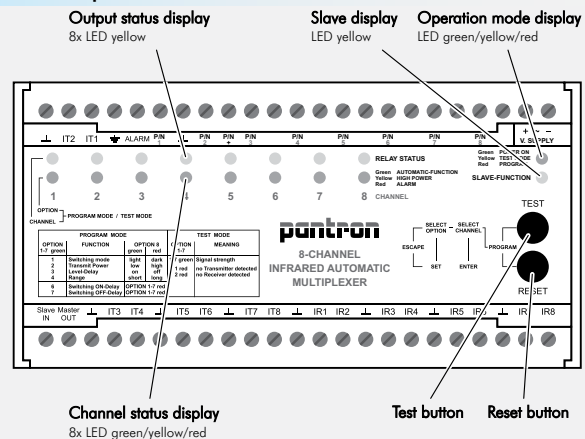 Output status display
8x LED yellow
Slave display
LED yellow
Operation mode display
LED green/yellow/red
IT2 IT1 ALARM P/N 1 P/N 2 P/N + P/N 3 P/N 4 P/N 5 P/N 6 P/N 7 P/N 8 + ~ – ~ V. SUPPLY
RELAY STATUS
Green POWER ON
Yellow TEST MODE
Red PROGRAM
Green AUTOMATIC-FUNCTION
Yellow HIGH POWER
Red ALARM
SLAVE-FUNCTION
1 2 3 4 5 6 7 8 CHANNEL
OPTION
CHANNEL
PROGRAM MODE / TEST MODE
TEST
PROGRAM MODE
OPTION 1-7 green FUNCTION OPTION 8 green red
1 Switching mode light dark
2 Transmit Power low high
3 Level-Delay on off
4 Range short long
6 Switching ON-Delay OPTION 1-7 red
7 Switching OFF-Delay OPTION 1-7 red
TEST MODE
OPTION 1-7 MEANING
green Signal strength
1 red no Transmitter detected
2 red no Receiver detected
pantron
8-CHANNEL
INFRARED AUTOMATIC
MULTIPLEXER
SELECT OPTION
SELECT CHANNEL
ESCAPE
PROGRAM
SET
ENTER
RESET
Slave IN Master OUT IT3 IT4 IT5 IT6 IT7 IT8 IR1 IR2 IR3 IR4 IR5 IR8
Channel status display
8x LED green/yellow/red
Test button
Reset button